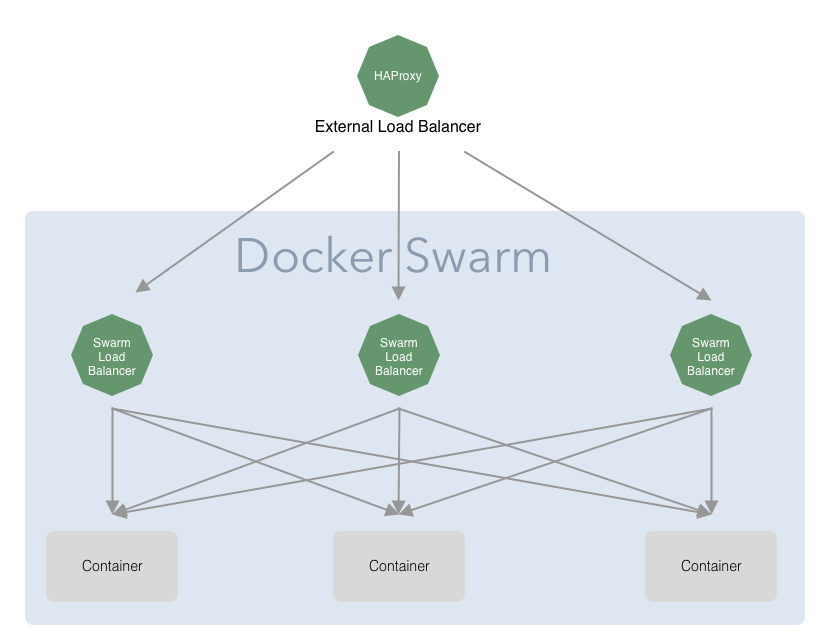 HAProxy
External Load Balancer
Docker Swarm
Swarm
Load
Balancer
Swarm
Load
Balancer
Swarm
Load
Balancer
Container
Container
Container